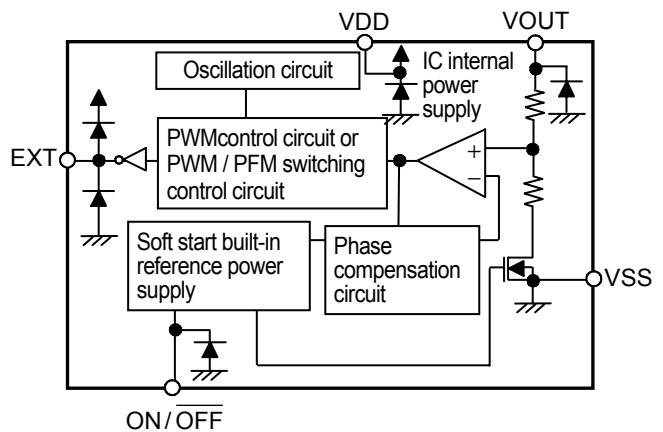 VDD
VOUT
Oscillation circuit
IC internal
power
supply
EXT
PWMcontrol circuit or
PWM / PFM switching
control circuit
+
−
Soft start built-in
reference power
supply
Phase
compensation
circuit
VSS
ON/OFF